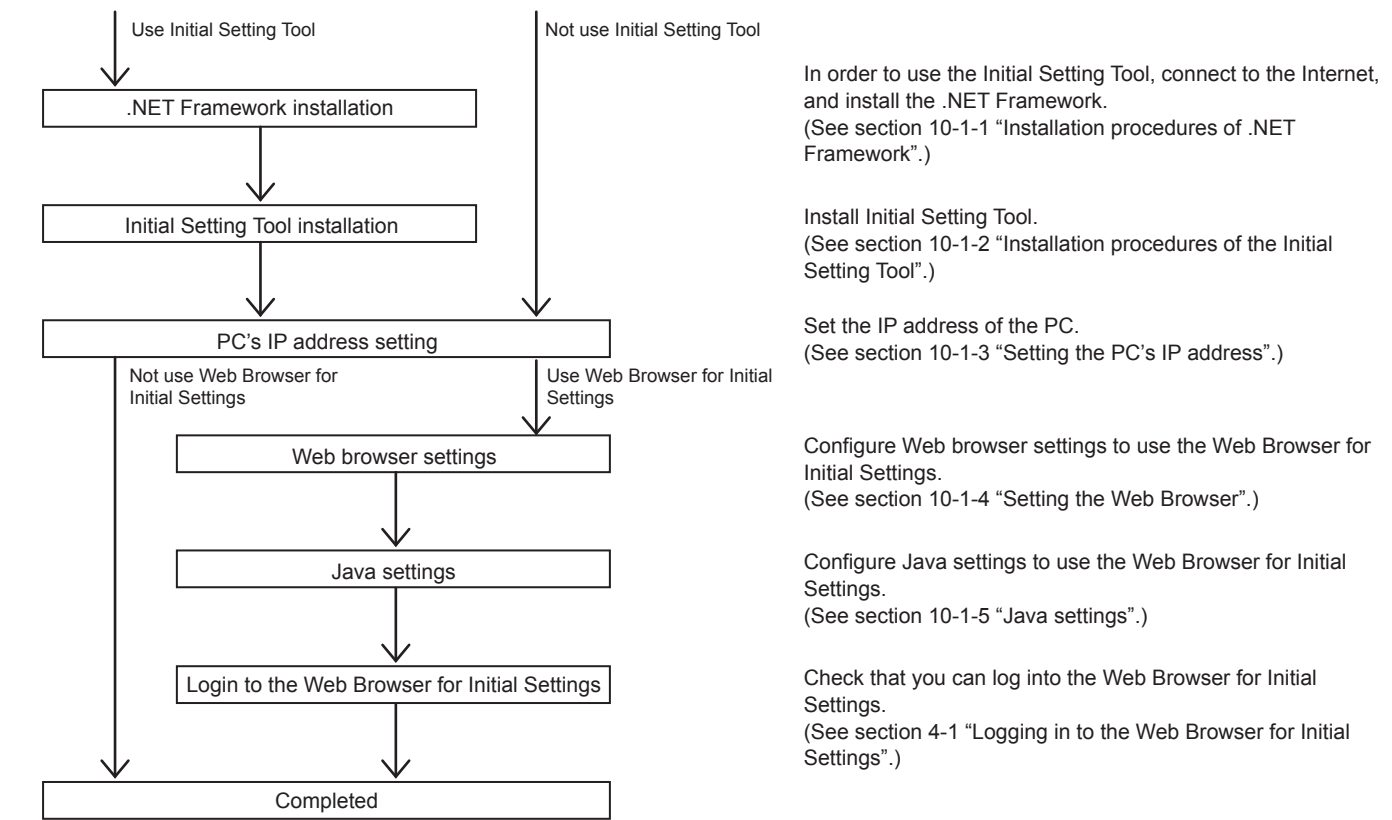 Use Initial Setting Tool
Not use Initial Setting Tool
.NET Framework installation
In order to use the Initial Setting Tool, connect to the Internet,
and install the .NET Framework.
(See section 10-1-1 “Installation procedures of .NET
Framework”.)
Initial Setting Tool installation
Install Initial Setting Tool.
(See section 10-1-2 “Installation procedures of the Initial
Setting Tool”.)
PC’s IP address setting
Set the IP address of the PC.
(See section 10-1-3 “Setting the PC’s IP address”.)
Not use Web Browser for
Initial Settings
Use Web Browser for Initial
Settings
Web browser settings
Configure Web browser settings to use the Web Browser for
Initial Settings.
(See section 10-1-4 “Setting the Web Browser”.)
Java settings
Configure Java settings to use the Web Browser for Initial
Settings.
(See section 10-1-5 “Java settings”.)
Login to the Web Browser for Initial Settings
Check that you can log into the Web Browser for Initial
Settings.
(See section 4-1 “Logging in to the Web Browser for Initial
Settings”.)
Completed